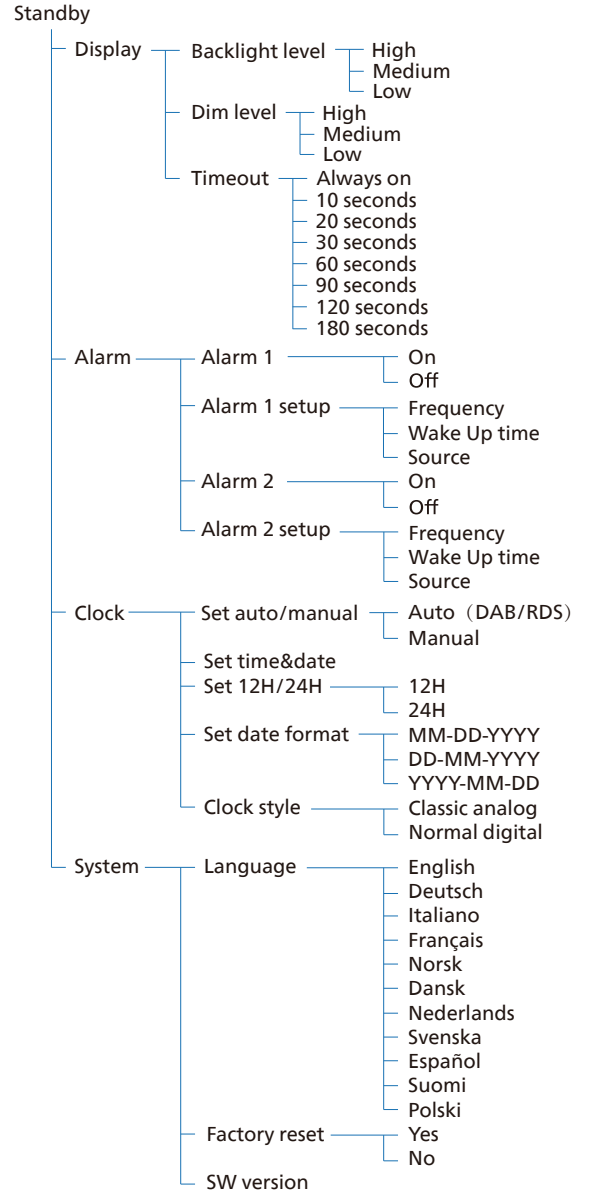 Standby
Display
Backlight level
High
Medium
Low
Dim level
High
Medium
Low
Timeout
Always on
10 seconds
20 seconds
30 seconds
60 seconds
90 seconds
120 seconds
180 seconds
Alarm
Alarm 1
On
Off
Alarm 1 setup
Frequency
Wake Up time
Source
Alarm 2
On
Off
Alarm 2 setup
Frequency
Wake Up time
Source
Clock
Set auto/manual
Auto（DAB/RDS）
Manual
Set time&date
Set 12H/24H
12H
24H
Set date format
MM-DD-YYYY
DD-MM-YYYY
YYYY-MM-DD
Clock style
Classic analog
Normal digital
System
Language
English
Deutsch
Italiano
Français
Norsk
Dansk
Nederlands
Svenska
Español
Suomi
Polski
Factory reset
Yes
No
SW version